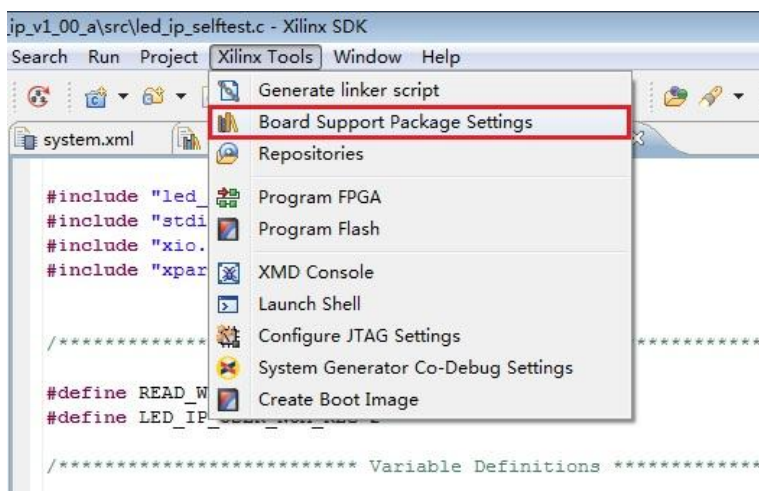 _ip_v1_00_a\src\led_ip_selftest.c - Xilinx SDK
Search Run Project Xilinx Tools Window Help
Generate linker script
Board Support Package Settings
system.xml
Repositories
#include "led_
Program FPGA
#include "stdi
Program Flash
#include "xio.
#include "xpar
XMD Console
Launch Shell
/************** Configure JTAG Settings ************
System Generator Co-Debug Settings
#define READ_W
Create Boot Image
#define LED_IP
/************************** Variable Definitions *************